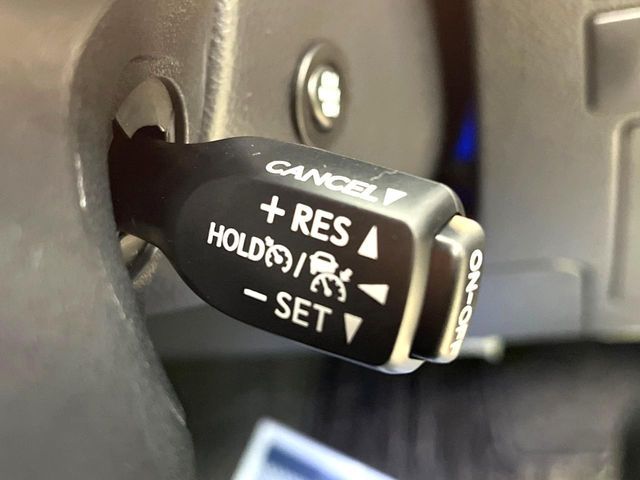 CANCEL
+ RES
HOLD /
- SET
ON-OFF